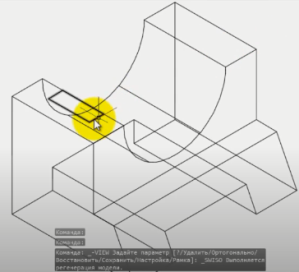 Команда:
Команда:
Команда: _-VIEW Задайте параметр [?/Удалить/Ортогонально/
Восстановить/Сохранить/Настройка/Рамка]: _SWISO Выполняется
регенерация модели.